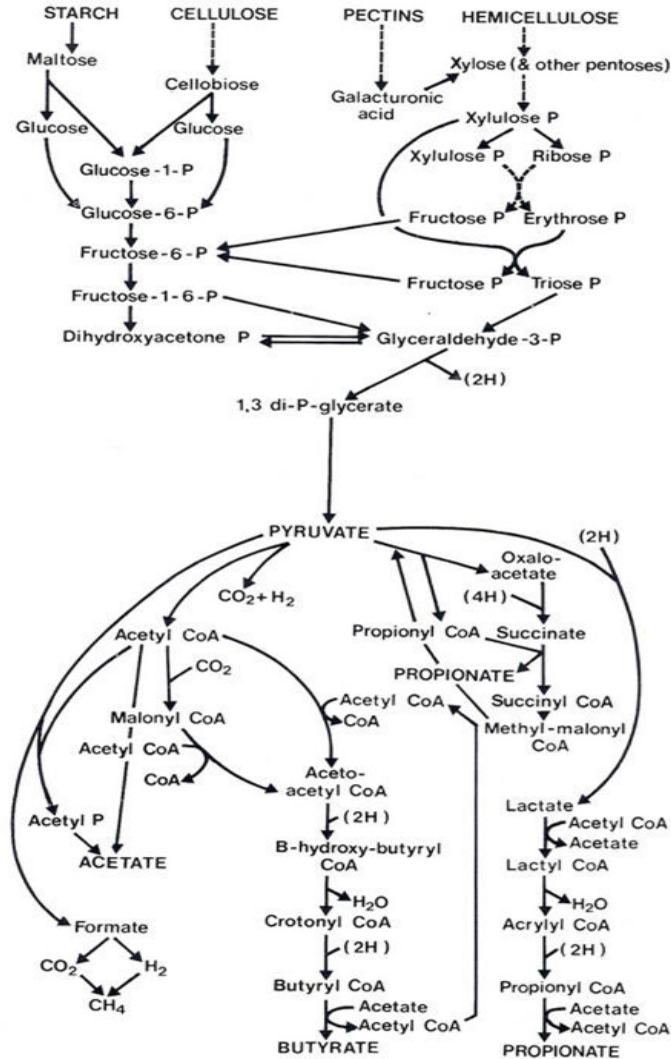 STARCH CELLULOSE PECTINS HEMICELLULOSE
Maltose
Xylose (& other pentoses)
Cellobiose
Galacturonic
acid
Glucose Glucose
Xylulose P
Xylulose P Ribose P
Glucose-1-P
Glucose-6-P
Fructose P Erythrose P
Fructose-6-P
Fructose P Triose P
Fructose-1-6-P
Dihydroxyacetone P Glyceraldehyde-3-P
(2H)
1,3 di-P-glycerate
PYRUVATE
(2H)
Oxalo-
acetate
CO2+H2
(4H)
Acetyl CoA
Propionyl CoA Succinate
CO2
PROPIONATE
Acetyl CoA
CoA
Succinyl CoA
Malonyl CoA
Methyl-malonyl
CoA
Acetyl CoA
CoA
Aceto-
acetyl CoA
Lactate
Acetyl P
(2H)
Acetyl CoA
Acetate
ACETATE
B-hydroxy-butyryl
CoA
Lactyl CoA
H2O
H2O
Formate
Crotonyl CoA
Acrylyl CoA
CO2 H2
(2H)
(2H)
CH4
Butyryl CoA
Propionyl CoA
Acetate
Acetyl CoA
Acetate
Acetyl CoA
BUTYRATE
PROPIONATE